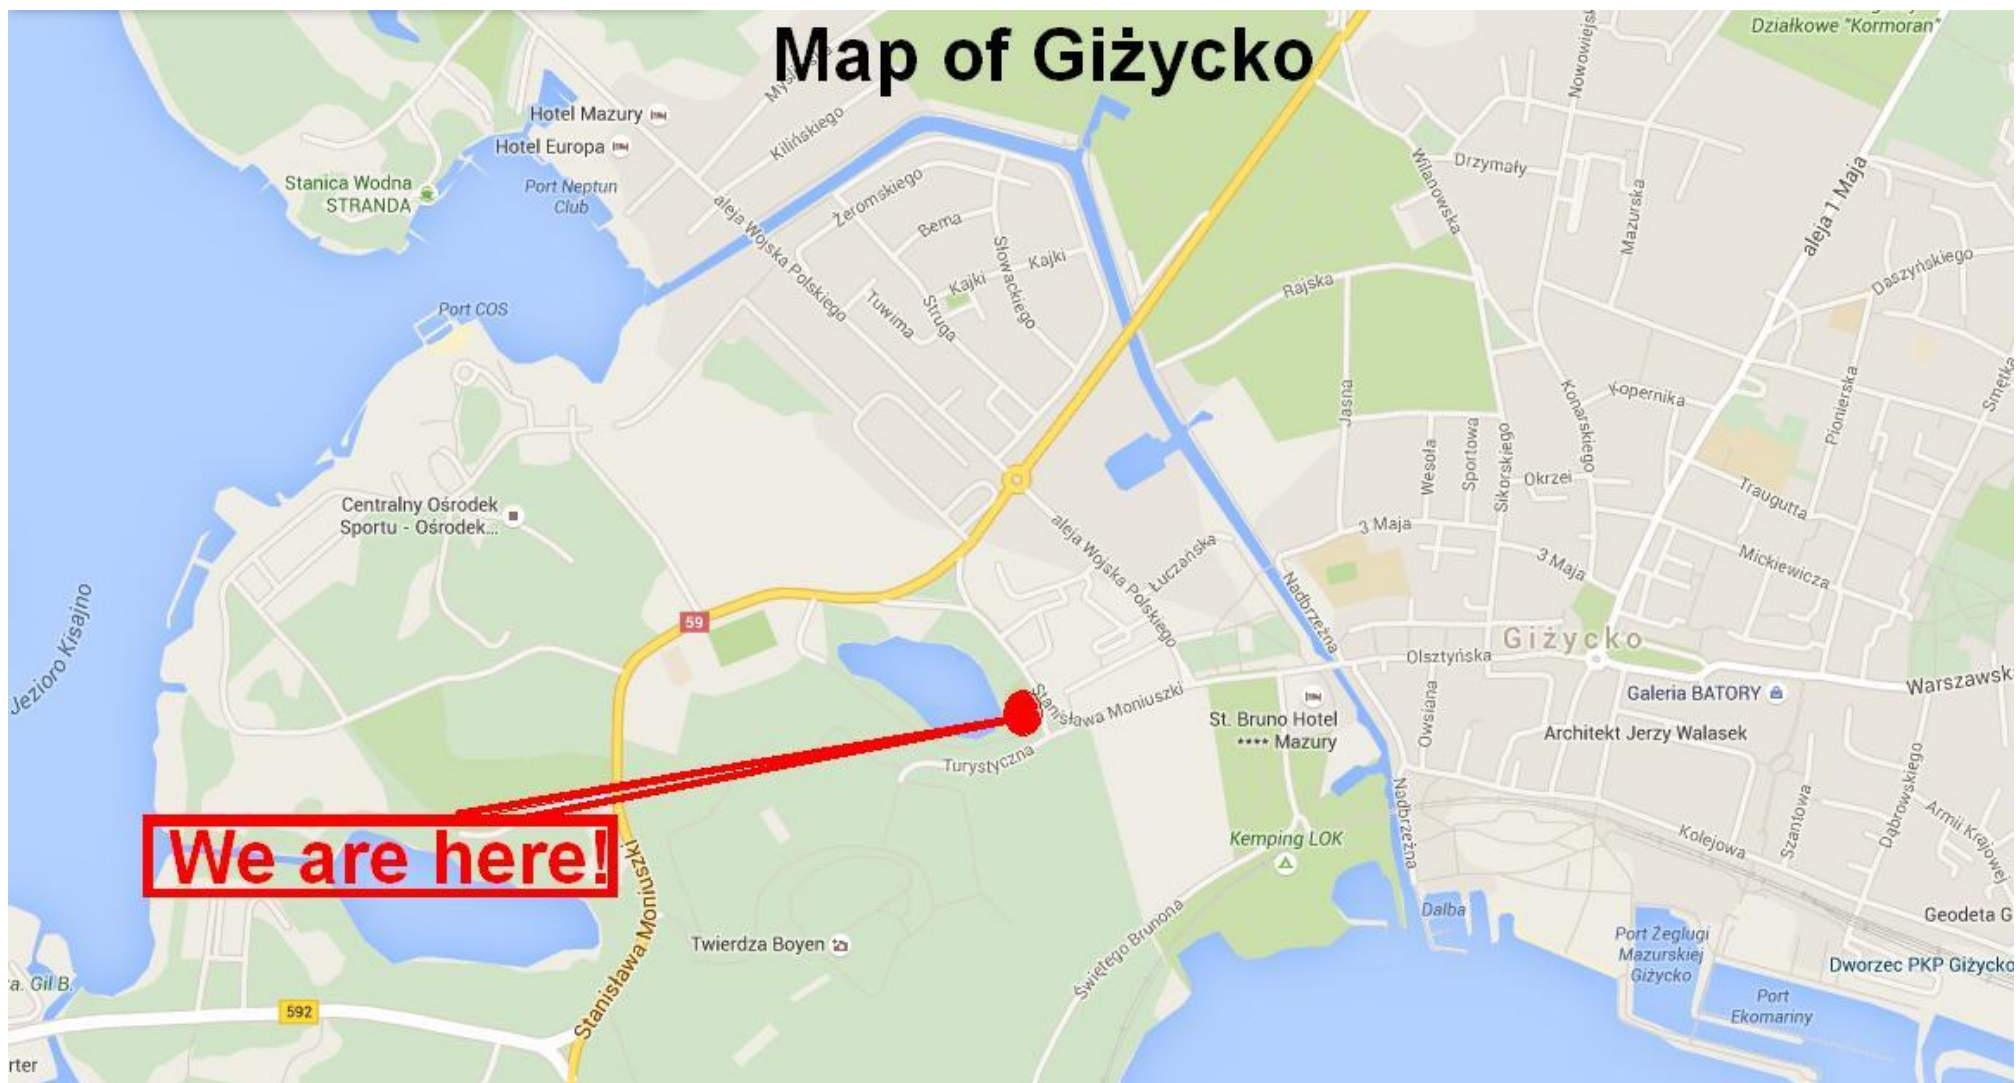 Map of Giżycko
Działkowe "Kormoran"
Nowowiejsk
Hotel Mazury
Kilińskiego
Hotel Europa
Stanica Wodna
STRANDA
Port Neptun
Club
Żeromskiego
aleja Wojska Polskiego
Bema
Słowackiego
Kajki
Kajki
Tuwima
Struga
Wilanowska
Drzymały
Mazurska
aleja 1 Maja
Daszyńskiego
Rajska
Port COS
Jasna
Konarskiego
Kopernika
Pionierska
Smetka
Wesoła
Sportowa
Sikorskiego
Okrzei
Traugutta
Centralny Ośrodek
Sportu - Ośrodek...
3 Maja
3 Maja
Mickiewicza
aleja Wojska Polskiego
Łuczańska
Nadbrzeżna
Jezioro Kisajno
59
Giżycko
Olsztyńska
Warszawsk
Galeria BATORY
Stanisława Moniuszki
St. Bruno Hotel
**** Mazury
Owsiana
Architekt Jerzy Walasek
Turystyczna
Nadbrzeżna
Dąbrowskiego
Szantowa
Armii Krajowej
Kolejowa
Kemping LOK
We are here!
Stanisława Moniuszki
Twierdza Boyen
Świętego Brunona
Dalba
Geodeta G
Port Żeglugi
Mazurskiej
Giżycko
Dworzec PKP Giżycko
a. Gil B.
592
Port
Ekomariny
rter